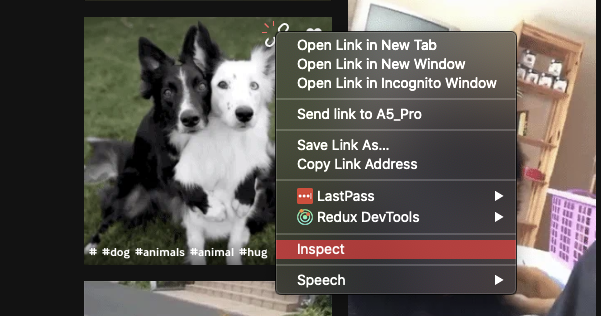 Open Link in New Tab
Open Link in New Window
Open Link in Incognito Window
Send link to A5_Pro
Save Link As...
Copy Link Address
LastPass
Redux DevTools
Inspect
Speech
# #dog #animals #animal #hug